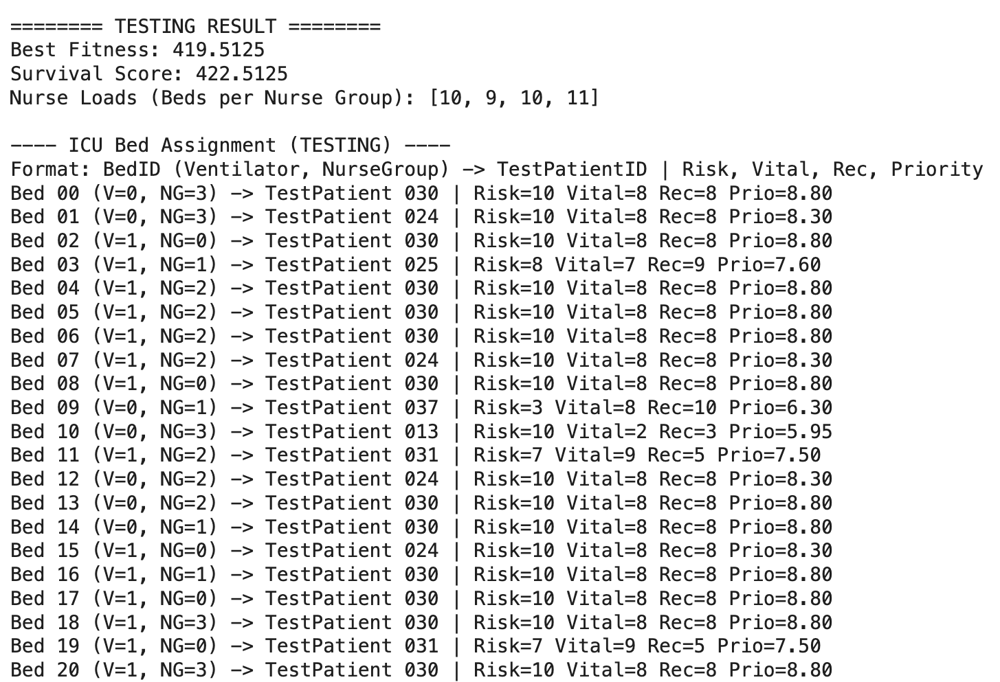 ======== TESTING RESULT ========
Best Fitness: 419.5125
Survival Score: 422.5125
Nurse Loads (Beds per Nurse Group): [10, 9, 10, 11]
---- ICU Bed Assignment (TESTING) ----
Format: BedID (Ventilator, NurseGroup) -> TestPatientID | Risk, Vital, Rec, Priority
Bed 00 (V=0, NG=3) -> TestPatient 030 | Risk=10 Vital=8 Rec=8 Prio=8.80
Bed 01 (V=0, NG=3) -> TestPatient 024 | Risk=10 Vital=8 Rec=8 Prio=8.30
Bed 02 (V=1, NG=0) -> TestPatient 030 | Risk=10 Vital=8 Rec=8 Prio=8.80
Bed 03 (V=1, NG=1) -> TestPatient 025 | Risk=8 Vital=7 Rec=9 Prio=7.60
Bed 04 (V=1, NG=2) -> TestPatient 030 | Risk=10 Vital=8 Rec=8 Prio=8.80
Bed 05 (V=1, NG=2) -> TestPatient 030 | Risk=10 Vital=8 Rec=8 Prio=8.80
Bed 06 (V=1, NG=2) -> TestPatient 030 | Risk=10 Vital=8 Rec=8 Prio=8.80
Bed 07 (V=1, NG=2) -> TestPatient 024 | Risk=10 Vital=8 Rec=8 Prio=8.30
Bed 08 (V=1, NG=0) -> TestPatient 030 | Risk=10 Vital=8 Rec=8 Prio=8.80
Bed 09 (V=0, NG=1) -> TestPatient 037 | Risk=3 Vital=8 Rec=10 Prio=6.30
Bed 10 (V=0, NG=3) -> TestPatient 013 | Risk=10 Vital=2 Rec=3 Prio=5.95
Bed 11 (V=1, NG=2) -> TestPatient 031 | Risk=7 Vital=9 Rec=5 Prio=7.50
Bed 12 (V=0, NG=2) -> TestPatient 024 | Risk=10 Vital=8 Rec=8 Prio=8.30
Bed 13 (V=0, NG=2) -> TestPatient 030 | Risk=10 Vital=8 Rec=8 Prio=8.80
Bed 14 (V=0, NG=1) -> TestPatient 030 | Risk=10 Vital=8 Rec=8 Prio=8.80
Bed 15 (V=1, NG=0) -> TestPatient 024 | Risk=10 Vital=8 Rec=8 Prio=8.30
Bed 16 (V=1, NG=1) -> TestPatient 030 | Risk=10 Vital=8 Rec=8 Prio=8.80
Bed 17 (V=1, NG=0) -> TestPatient 030 | Risk=10 Vital=8 Rec=8 Prio=8.80
Bed 18 (V=1, NG=3) -> TestPatient 030 | Risk=10 Vital=8 Rec=8 Prio=8.80
Bed 19 (V=1, NG=0) -> TestPatient 031 | Risk=7 Vital=9 Rec=5 Prio=7.50
Bed 20 (V=1, NG=3) -> TestPatient 030 | Risk=10 Vital=8 Rec=8 Prio=8.80